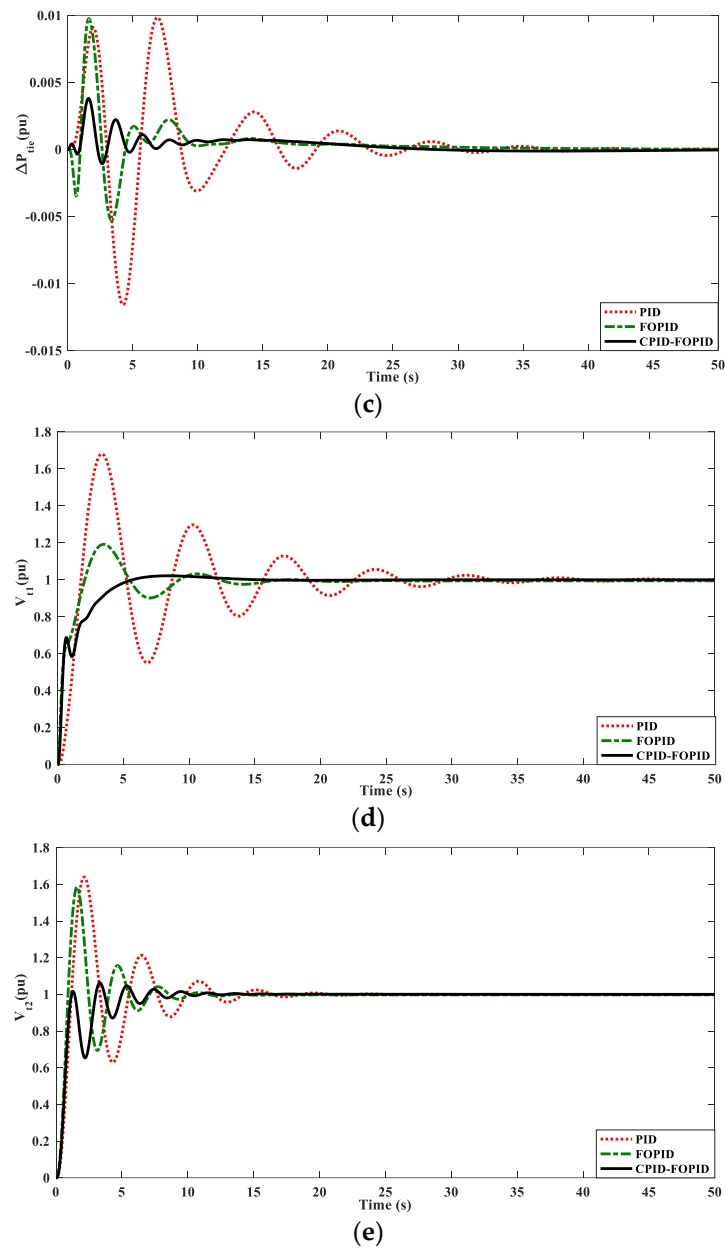 0.01
0.005
0
-0.005
-0.01
-0.015
ΔP_tie(pu)
PID
FOPID
CPID-FOPID
0 5 10 15 20 25 30 35 40 45 50
Time (s)
(c)
1.8
1.6
1.4
1.2
1
0.8
0.6
0.4
0.2
0
V_t1(pu)
PID
FOPID
CPID-FOPID
0 5 10 15 20 25 30 35 40 45 50
Time (s)
(d)
1.8
1.6
1.4
1.2
1
0.8
0.6
0.4
0.2
0
V_t2(pu)
PID
FOPID
CPID-FOPID
0 5 10 15 20 25 30 35 40 45 50
Time (s)
(e)